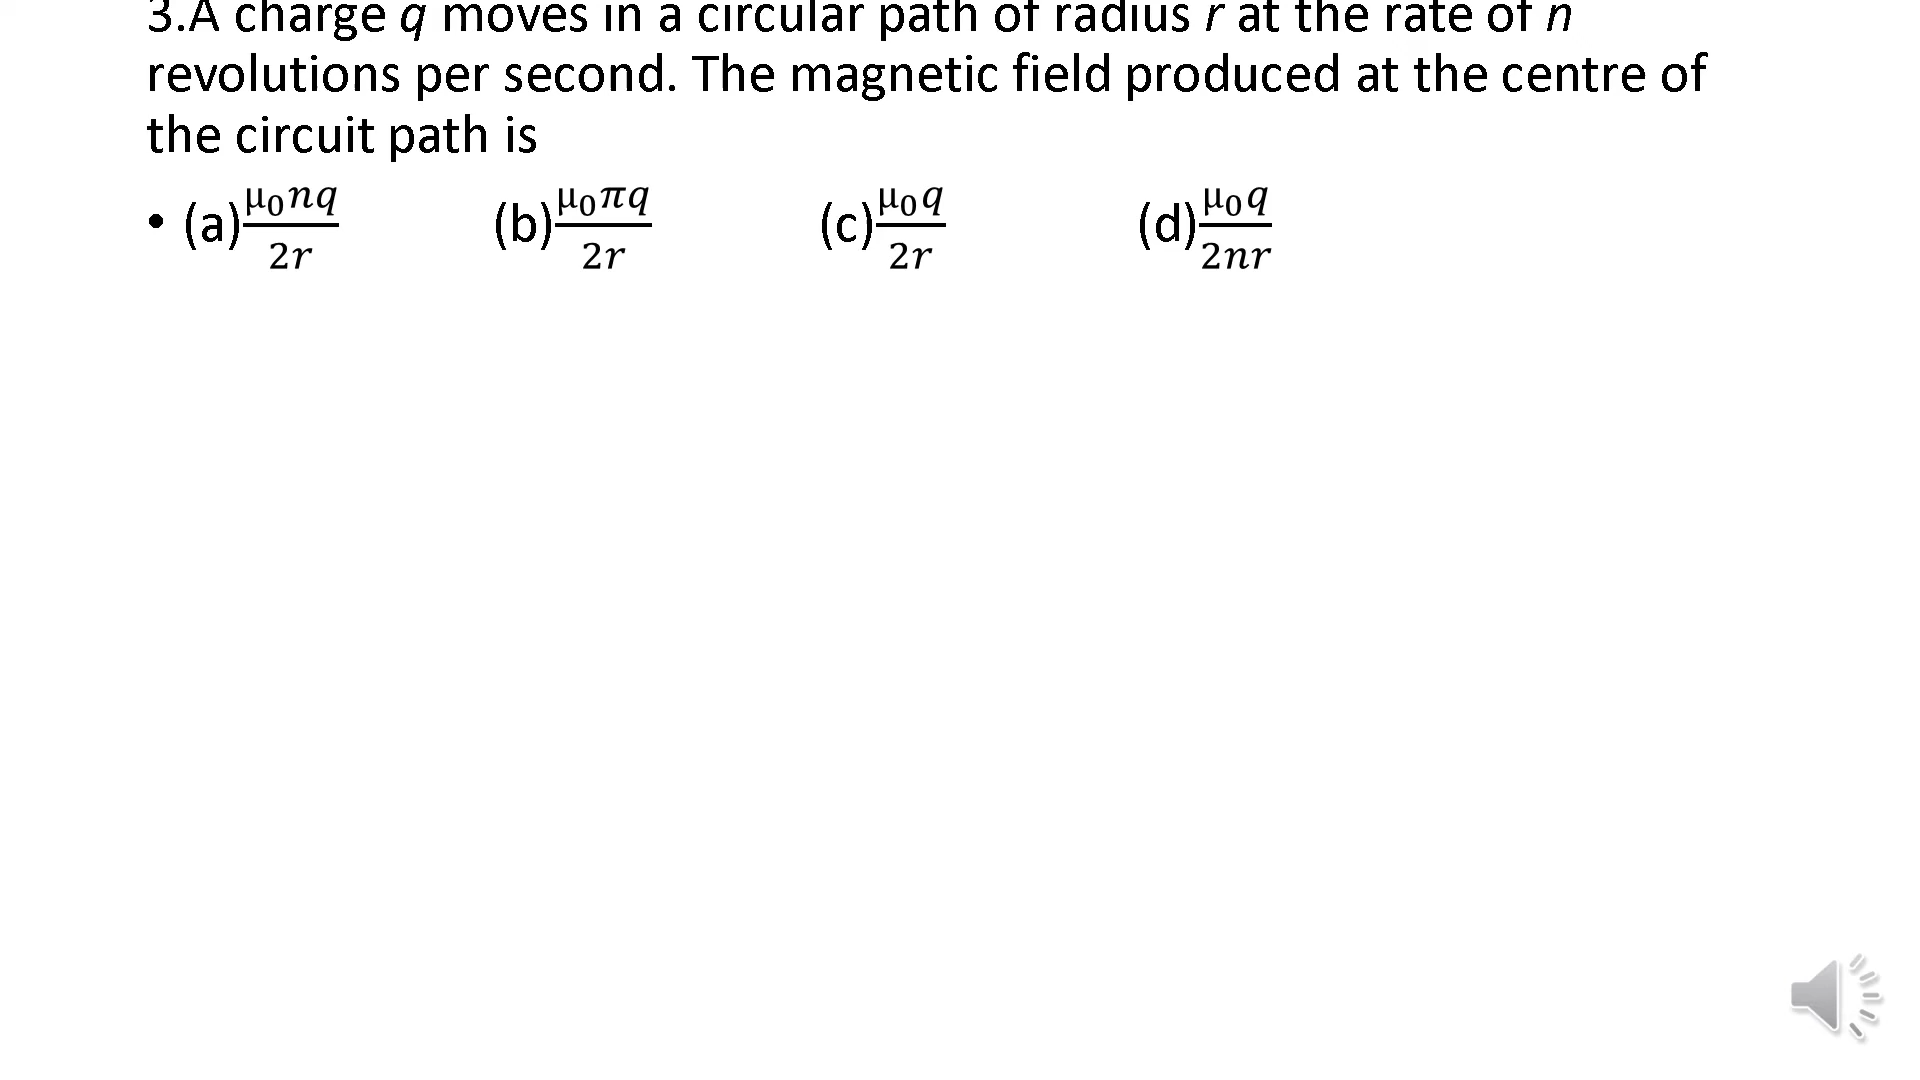 3.A charge q moves in a circular path of radius r at the rate of n
revolutions per second. The magnetic field produced at the centre of
the circuit path is
• (a) μ₀nq/2r (b) μ₀πq/2r (c) μ₀q/2r (d) μ₀q/2nr